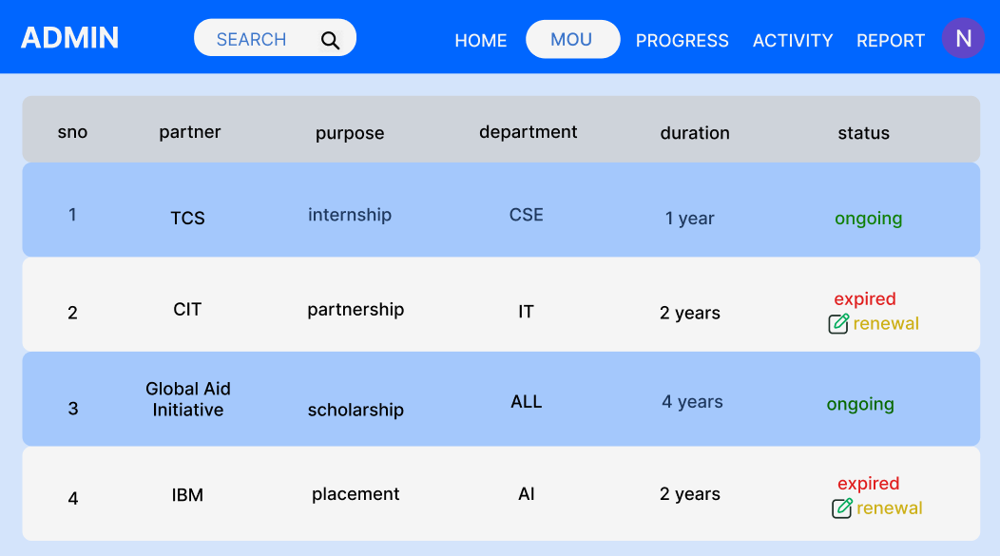 ADMIN SEARCH HOME MOU PROGRESS ACTIVITY REPORT N
sno partner purpose department duration status
1 TCS internship CSE 1 year ongoing
2 CIT partnership IT 2 years expired
renewal
3 Global Aid Initiative scholarship ALL 4 years ongoing
4 IBM placement AI 2 years expired
renewal